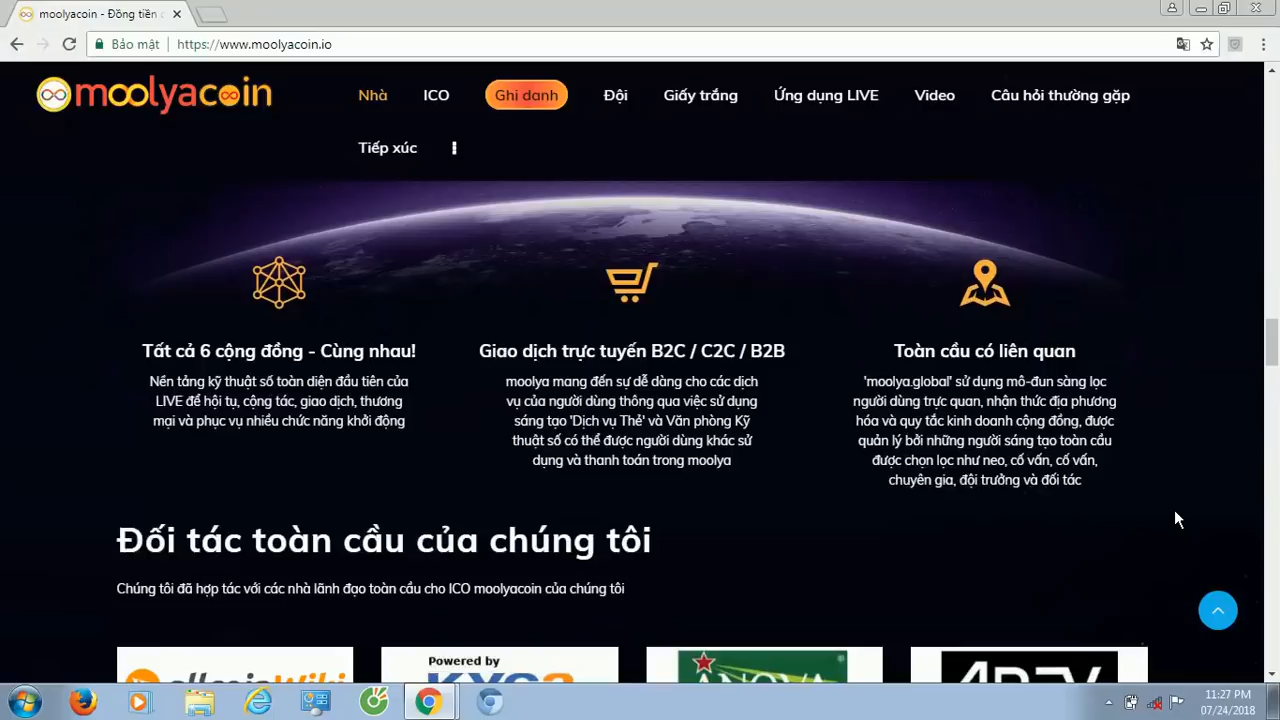 moolyacoin - Đồng tiền c
Bảo mật
https://www.moolyacoin.io
moolyacoin
Nhà
ICO
Ghi danh
Đội
Giấy trắng
Ứng dụng LIVE
Video
Câu hỏi thường gặp
Tiếp xúc
Tất cả 6 cộng đồng - Cùng nhau!
Nền tảng kỹ thuật số toàn diện đầu tiên của
LIVE để hội tụ, cộng tác, giao dịch, thương
mại và phục vụ nhiều chức năng khởi động
Giao dịch trực tuyến B2C / C2C / B2B
moolya mang đến sự dễ dàng cho các dịch
vụ của người dùng thông qua việc sử dụng
sáng tạo 'Dịch vụ Thẻ' và Văn phòng Kỹ
thuật số có thể được người dùng khác sử
dụng và thanh toán trong moolya
Toàn cầu có liên quan
'moolya.global' sử dụng mô-đun sàng lọc
người dùng trực quan, nhận thức địa phương
hóa và quy tắc kinh doanh cộng đồng, được
quản lý bởi những người sáng tạo toàn cầu
được chọn lọc như neo, cố vấn, cố vấn,
chuyên gia, đội trưởng và đối tác
Đối tác toàn cầu của chúng tôi
Chúng tôi đã hợp tác với các nhà lãnh đạo toàn cầu cho ICO moolyacoin của chúng tôi
allcoinWiki
Powered by
11:27 PM
07/24/2018